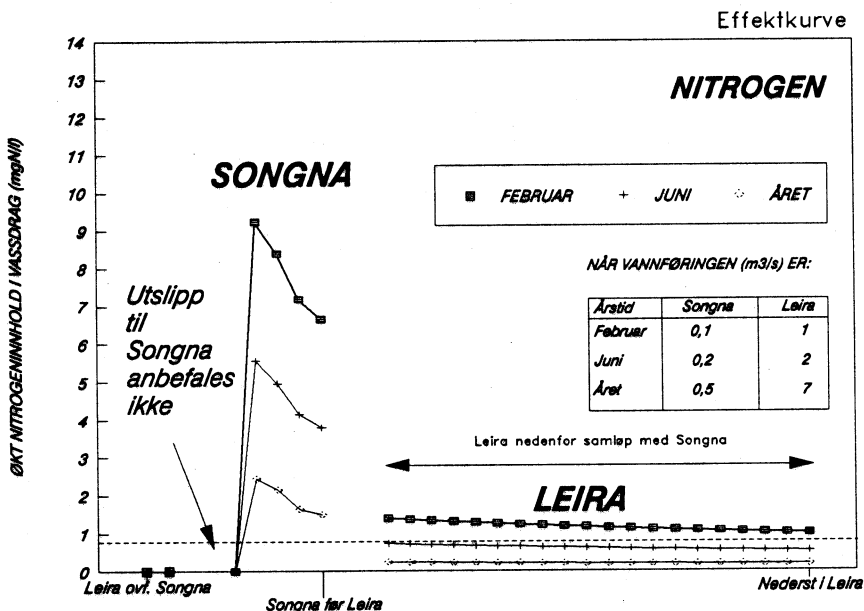 Effektkurve
NITROGEN
SONGNA
FEBRUAR
JUNI
ÅRET
NÅR VANNFØRINGEN (m3/s) ER:
Årstid Songna Leira
Februar 0,1 1
Juni 0,2 2
Året 0,5 7
Utslipp
til
Songna
anbefales
ikke
Leira nedenfor samløp med Songna
LEIRA
ØKT NITROGENINNHOLD I VASSDRAG (mgN/l)
14
13
12
11
10
9
8
7
6
5
4
3
2
1
0
Leira ovf. Songna
Songna før Leira
Nederst i Leira